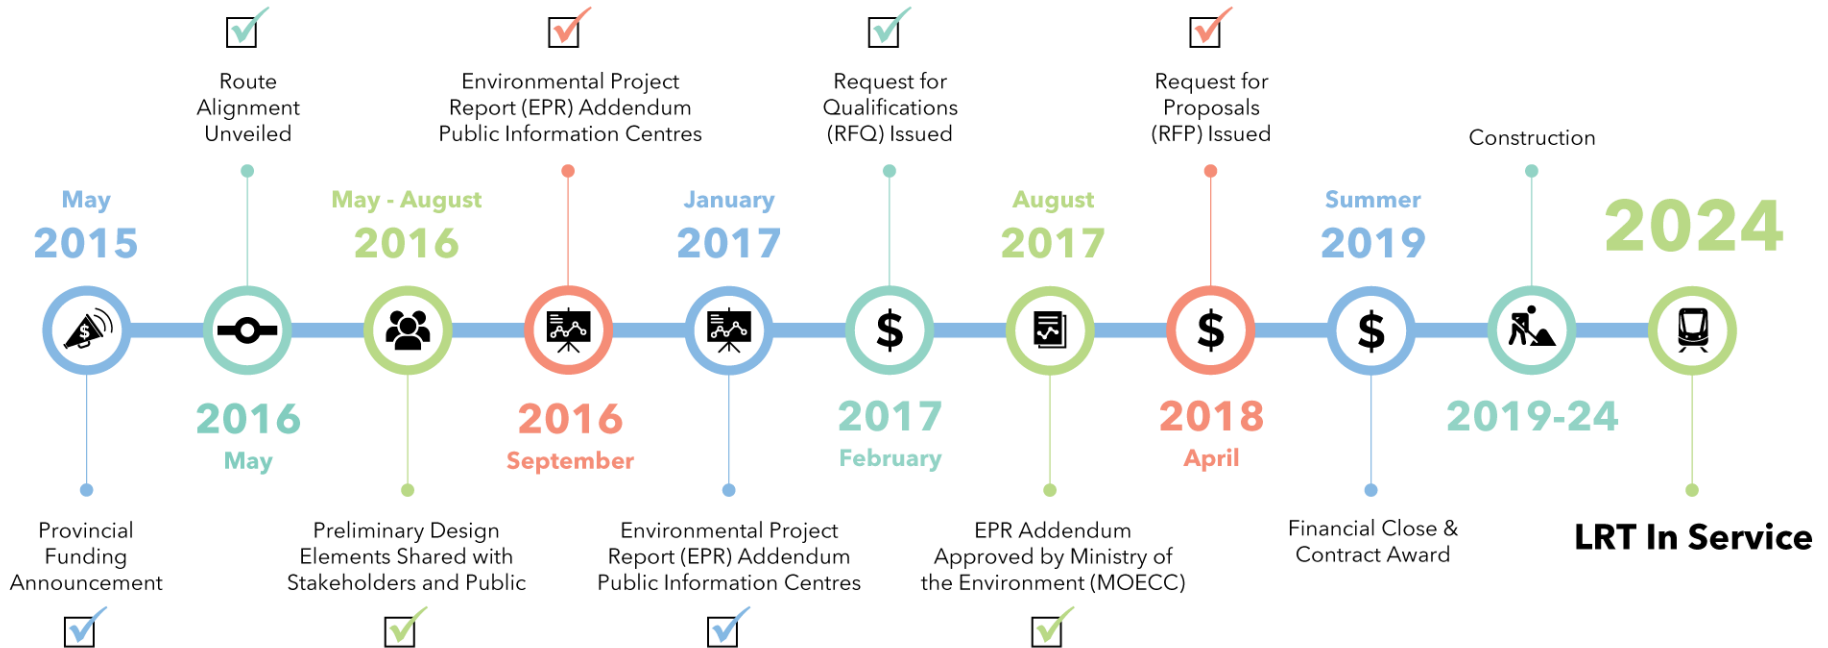 Route
Alignment
Unveiled
Environmental Project
Report (EPR) Addendum
Public Information Centres
Request for
Qualifications
(RFQ) Issued
Request for
Proposals
(RFP) Issued
Construction
May
2015
May - August
2016
January
2017
August
2017
Summer
2019
2024
$
$
$
$
2016
May
2016
September
2017
February
2018
April
2019-24
Provincial
Funding
Announcement
Preliminary Design
Elements Shared with
Stakeholders and Public
Environmental Project
Report (EPR) Addendum
Public Information Centres
EPR Addendum
Approved by Ministry of
the Environment (MOECC)
Financial Close &
Contract Award
LRT In Service